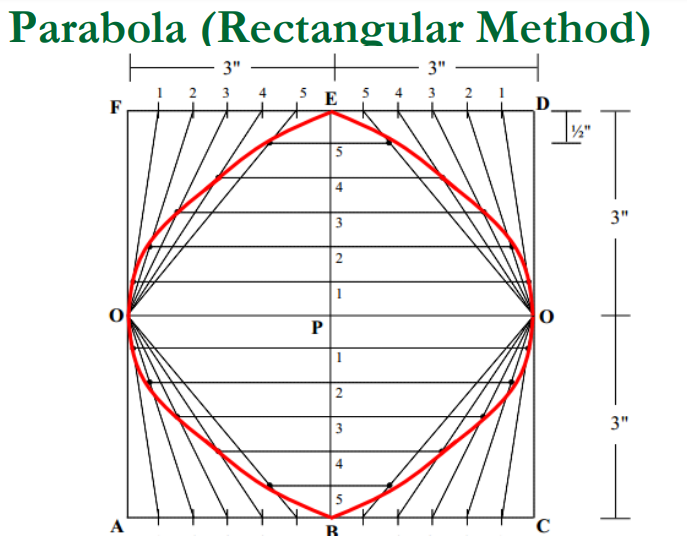 Parabola (Rectangular Method)
3" 3"
1 2 3 4 5 E 5 4 3 2 1
F D
½"
5
4
3 3"
2
1
O P O
1
2
3 3"
4
5
A B C